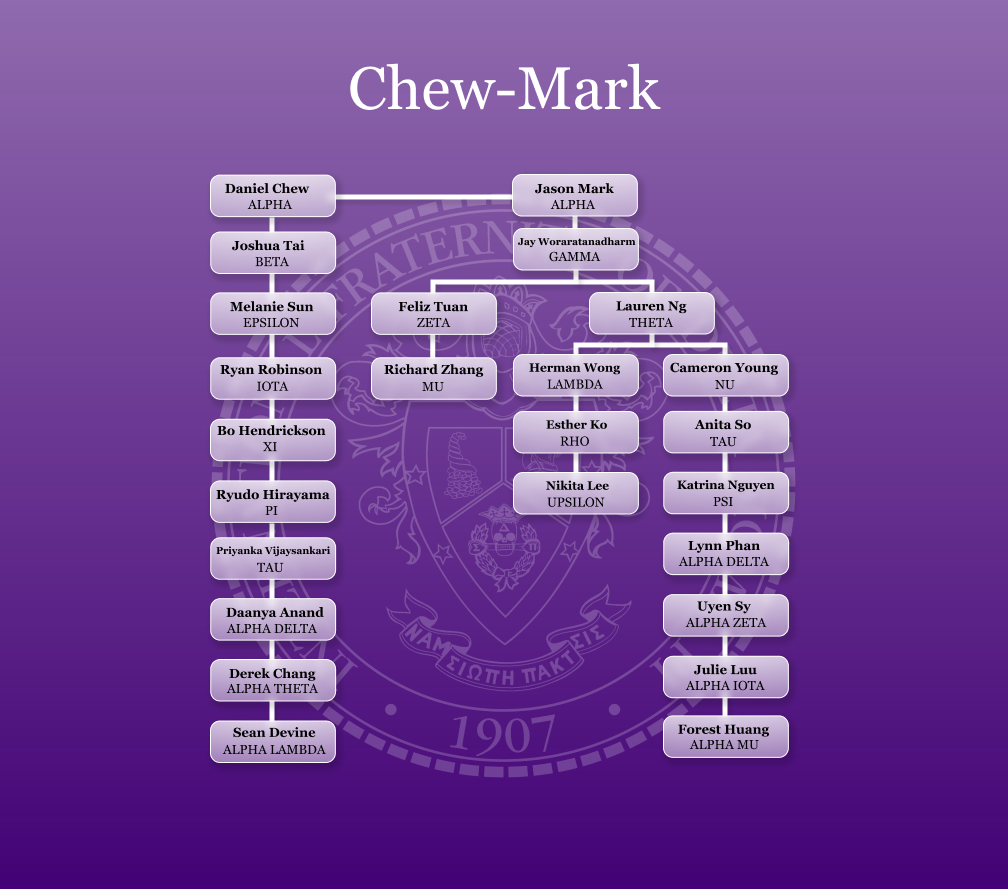 Chew-Mark
Daniel Chew
ALPHA
Jason Mark
ALPHA
Joshua Tai
BETA
Jay Woraratanadharm
GAMMA
Melanie Sun
EPSILON
Feliz Tuan
ZETA
Lauren Ng
THETA
Ryan Robinson
IOTA
Richard Zhang
MU
Herman Wong
LAMBDA
Cameron Young
NU
Bo Hendrickson
XI
Esther Ko
RHO
Anita So
TAU
Ryudo Hirayama
PI
Nikita Lee
UPSILON
Katrina Nguyen
PSI
Priyanka Vijaysankari
TAU
Lynn Phan
ALPHA DELTA
Daanya Anand
ALPHA DELTA
Uyen Sy
ALPHA ZETA
Derek Chang
ALPHA THETA
Julie Luu
ALPHA IOTA
Sean Devine
ALPHA LAMBDA
Forest Huang
ALPHA MU
ΣΙΩΠΗ ΠΑΚΤΣΙΣ
1907